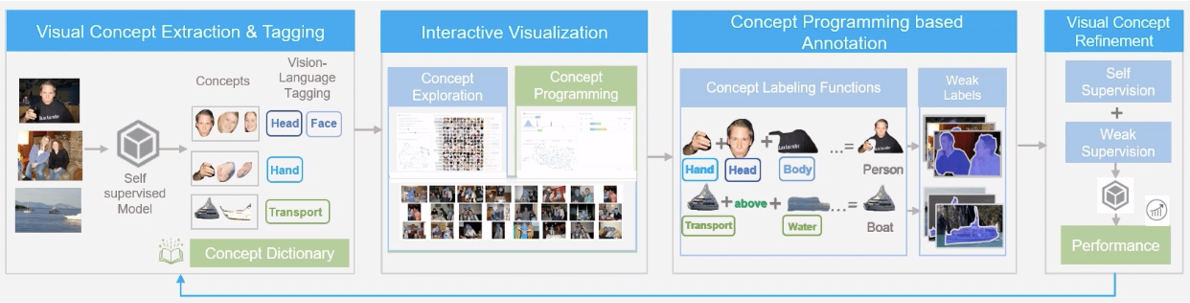 Visual Concept Extraction & Tagging
Concepts
Vision-
Language
Tagging
Self
supervised
Model
Head
Face
Hand
Transport
Concept Dictionary
Interactive Visualization
Concept
Exploration
Concept
Programming
Concept Programming based
Annotation
Concept Labeling Functions
Weak
Labels
+
+
...=
Hand
Head
Body
Person
+ above +
...=
Transport
Water
Boat
Visual Concept
Refinement
Self
Supervision
+
Weak
Supervision
Performance